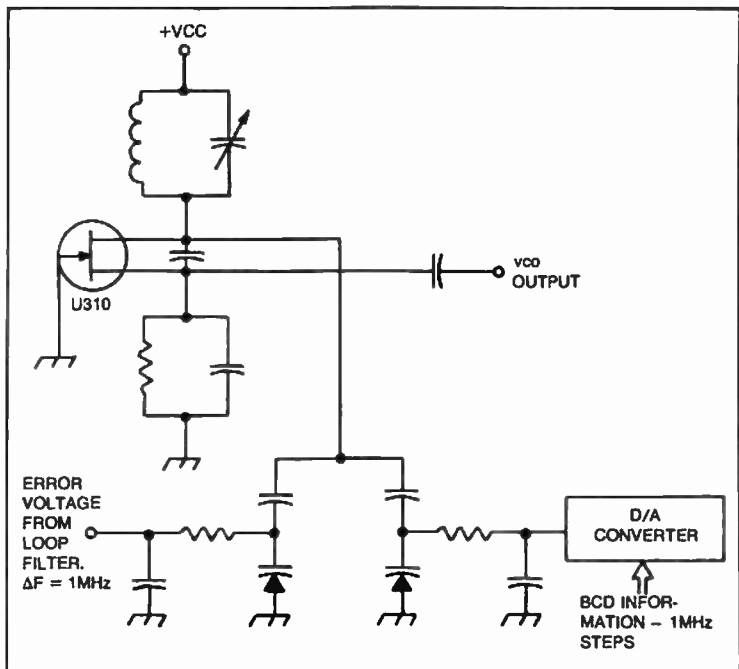 +VCC
U310
vco
OUTPUT
ERROR
VOLTAGE
FROM
LOOP
FILTER.
ΔF = 1MHz
D/A
CONVERTER
BCD INFOR-
MATION – 1MHz
STEPS